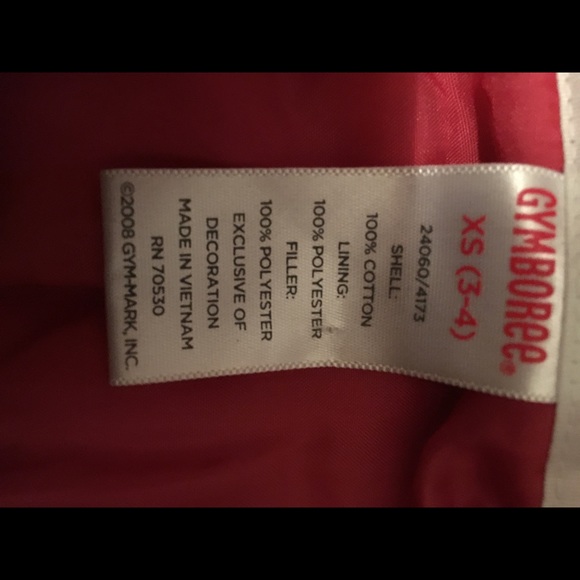 GYMBOREE®
XS (3-4)
24060/4173
SHELL:
100% COTTON
LINING:
100% POLYESTER
FILLER:
100% POLYESTER
EXCLUSIVE OF
DECORATION
MADE IN VIETNAM
RN 70530
©2008 GYM-MARK, INC.